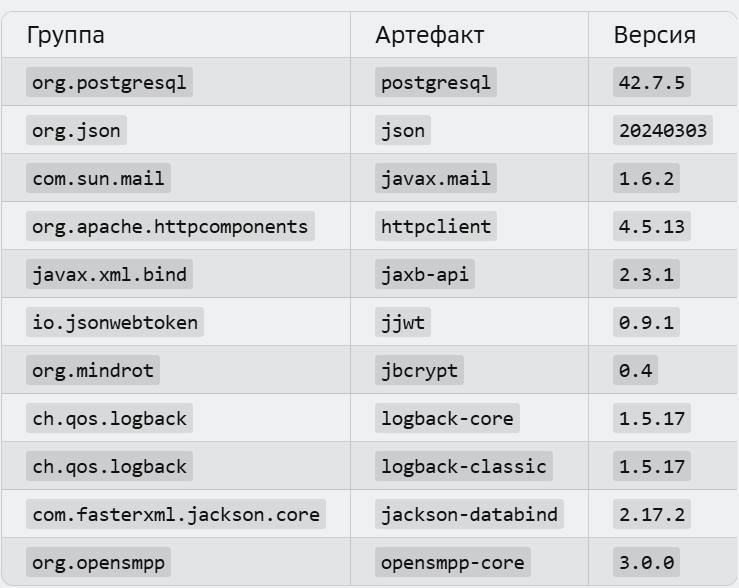 Группа Артефакт Версия
org.postgresql postgresql 42.7.5
org.json json 20240303
com.sun.mail javax.mail 1.6.2
org.apache.httpcomponents httpclient 4.5.13
javax.xml.bind jaxb-api 2.3.1
io.jsonwebtoken jjwt 0.9.1
org.mindrot jbcrypt 0.4
ch.qos.logback logback-core 1.5.17
ch.qos.logback logback-classic 1.5.17
com.fasterxml.jackson.core jackson-databind 2.17.2
org.opensmpp opensmpp-core 3.0.0